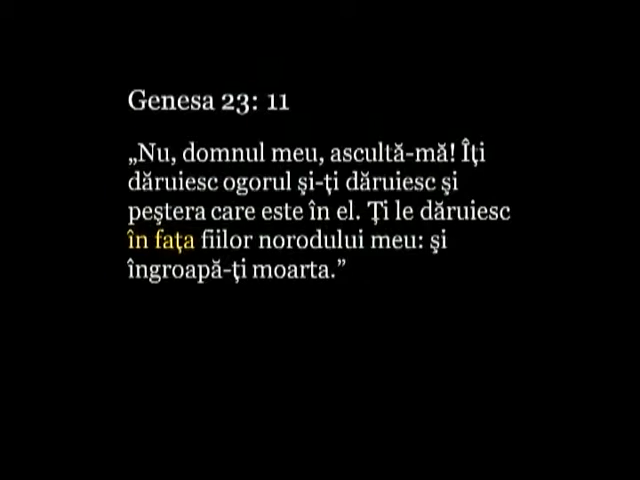 Genesa 23: 11
„Nu, domnul meu, ascultă-mă! Îţi
dăruiesc ogorul şi-ţi dăruiesc şi
peştera care este în el. Ţi le dăruiesc
în faţa fiilor norodului meu: şi
îngroapă-ţi moarta.”